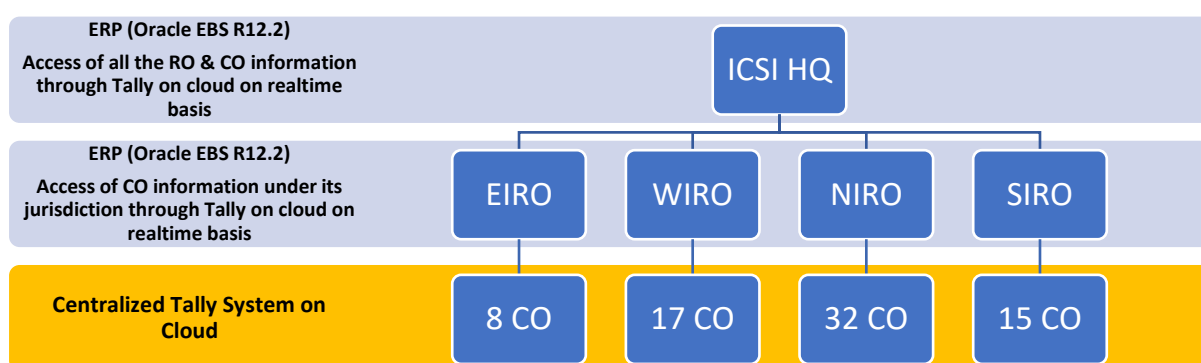 ERP (Oracle EBS R12.2)
Access of all the RO & CO information
through Tally on cloud on realtime
basis
ICSI HQ
ERP (Oracle EBS R12.2)
Access of CO information under its
jurisdiction through Tally on cloud on
realtime basis
EIRO
WIRO
NIRO
SIRO
Centralized Tally System on
Cloud
8 CO
17 CO
32 CO
15 CO